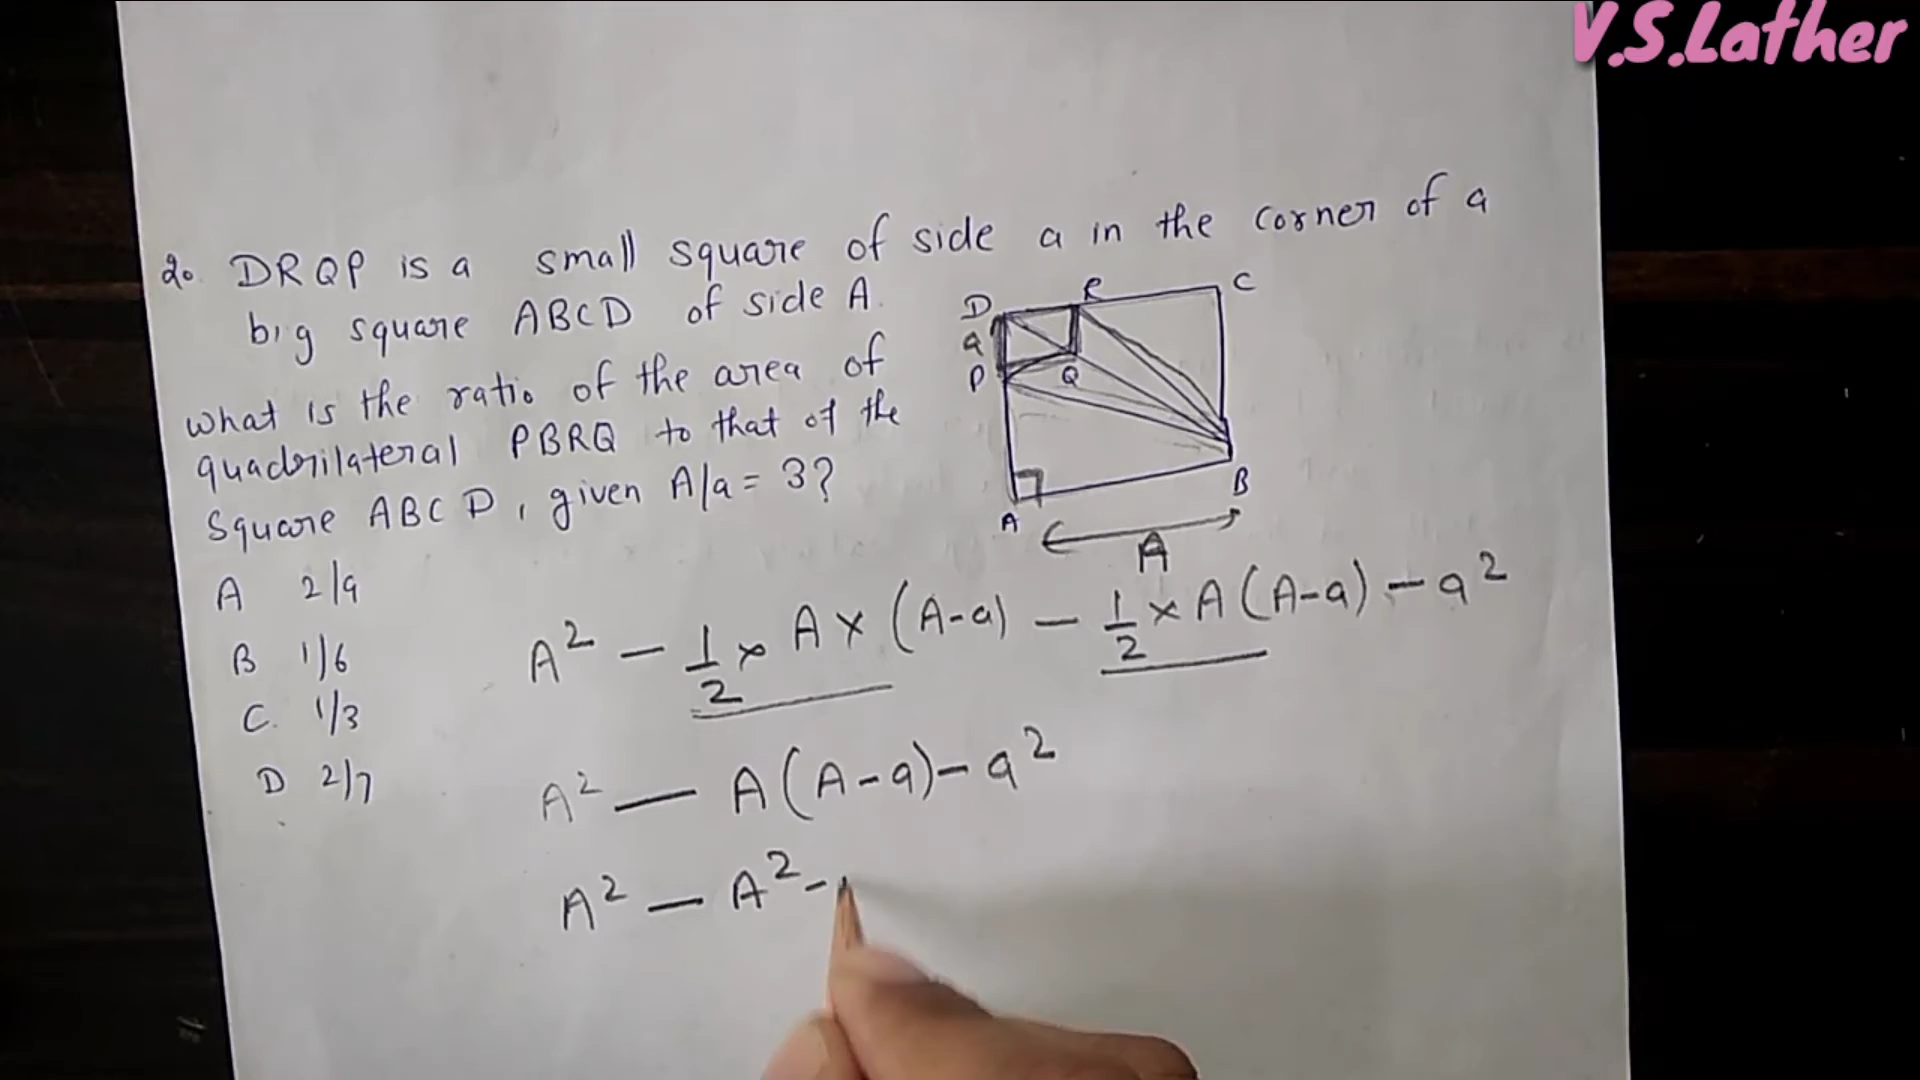 V.S.Lather
20. DRQP is a small square of side a in the corner of a
big square ABCD of side A.
what is the ratio of the area of
quadrilateral PBRQ to that of the
Square ABCD, given A/a = 3?
D R C
a
P Q
A B
A
A 2/9
B 1/6
C. 1/3
D 2/7
A² - 1/2 × A × (A-a) - 1/2 × A (A-a) - a²
A² - A(A-a) - a²
A² - A² -